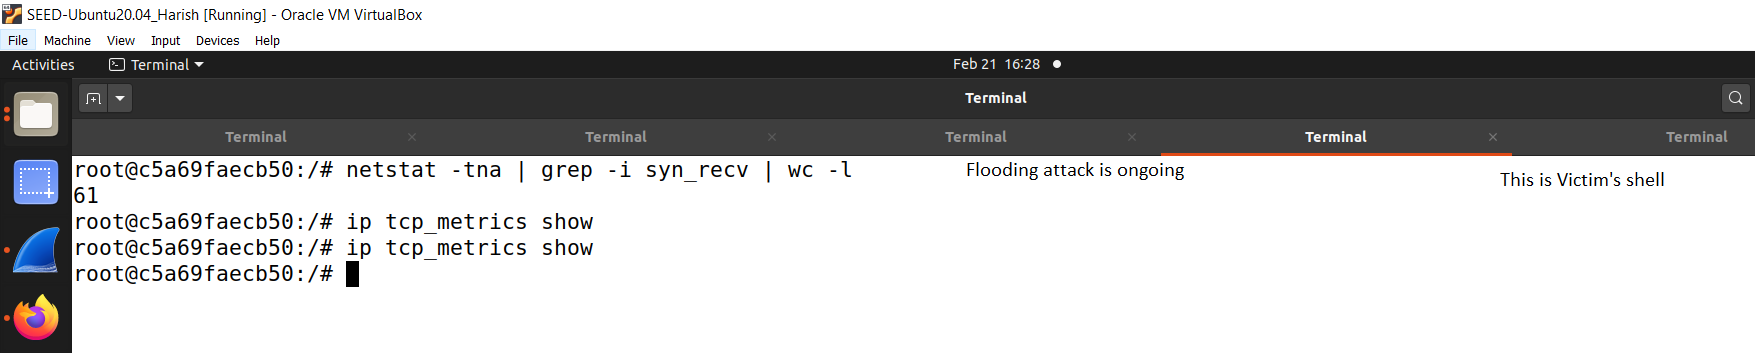 SEED-Ubuntu20.04_Harish [Running] - Oracle VM VirtualBox
File Machine View Input Devices Help
Activities Terminal Feb 21 16:28
Terminal
Terminal Terminal Terminal Terminal Terminal
root@c5a69faecb50:/# netstat -tna | grep -i syn_recv | wc -l Flooding attack is ongoing
This is Victim's shell
61
root@c5a69faecb50:/# ip tcp_metrics show
root@c5a69faecb50:/# ip tcp_metrics show
root@c5a69faecb50:/#